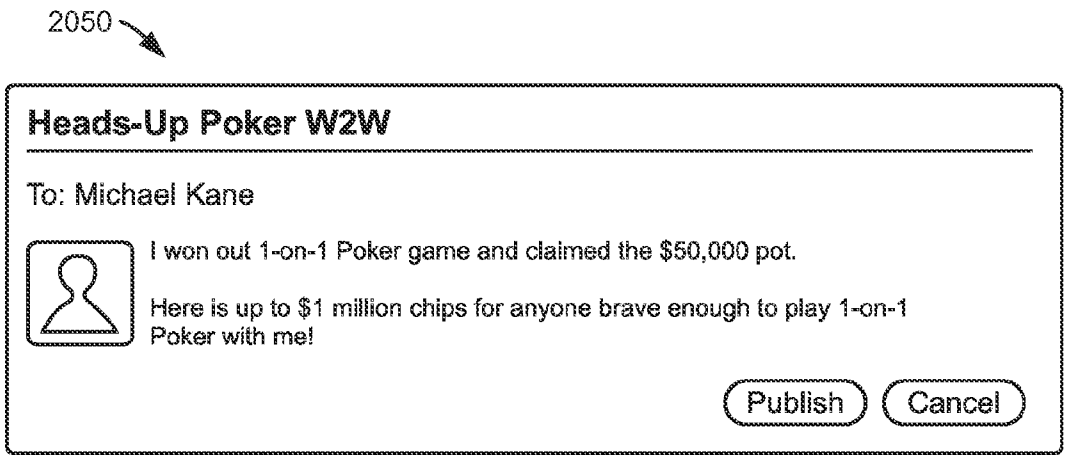 2050
Heads-Up Poker W2W
To: Michael Kane
I won out 1-on-1 Poker game and claimed the $50,000 pot.
Here is up to $1 million chips for anyone brave enough to play 1-on-1
Poker with me!
Publish Cancel